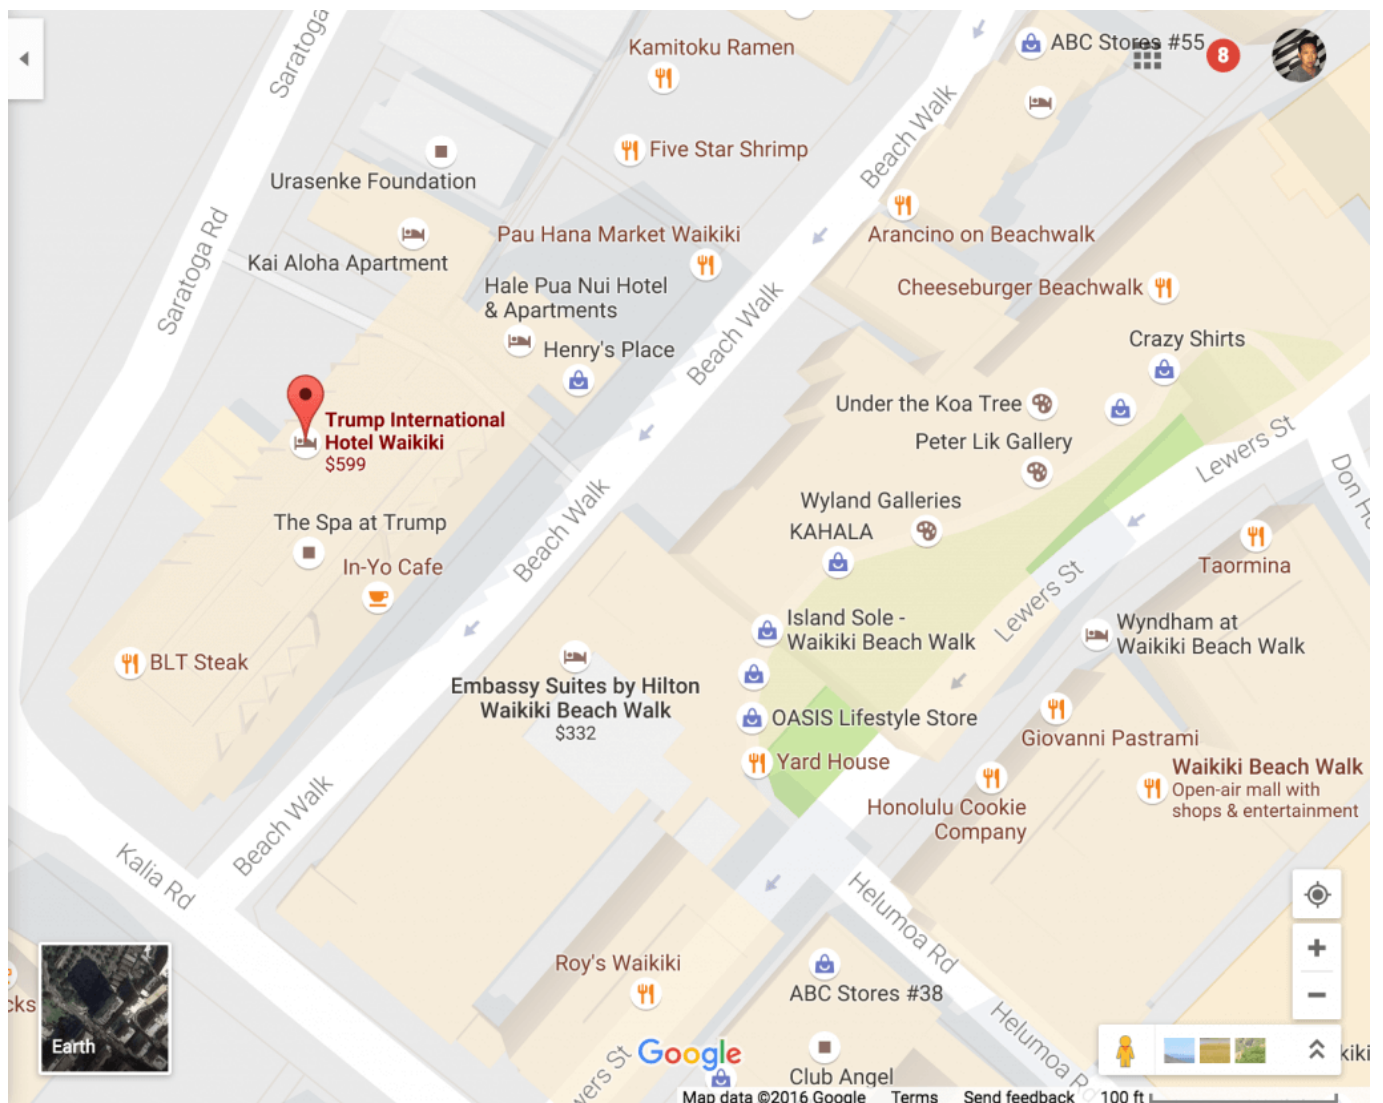 Saratoga
Kamitoku Ramen
ABC Stores #55
8
Beach Walk
Five Star Shrimp
Urasenke Foundation
Saratoga Rd
Kai Aloha Apartment
Pau Hana Market Waikiki
Arancino on Beachwalk
Hale Pua Nui Hotel
& Apartments
Cheeseburger Beachwalk
Henry's Place
Beach Walk
Crazy Shirts
Trump International
Hotel Waikiki
$599
Under the Koa Tree
Peter Lik Gallery
Lewers St
Wyland Galleries
KAHALA
The Spa at Trump
In-Yo Cafe
Beach Walk
Taormina
Lewers St
Island Sole -
Waikiki Beach Walk
Wyndham at
Waikiki Beach Walk
BLT Steak
Embassy Suites by Hilton
Waikiki Beach Walk
$332
OASIS Lifestyle Store
Yard House
Giovanni Pastrami
Waikiki Beach Walk
Open-air mall with
shops & entertainment
Honolulu Cookie
Company
Beach Walk
Kalia Rd
Helumoa Rd
Roy's Waikiki
ABC Stores #38
cks
Earth
Google
Club Angel
Helumoa Rd
wers St
kiki
Map data ©2016 Google Terms Send feedback 100 ft